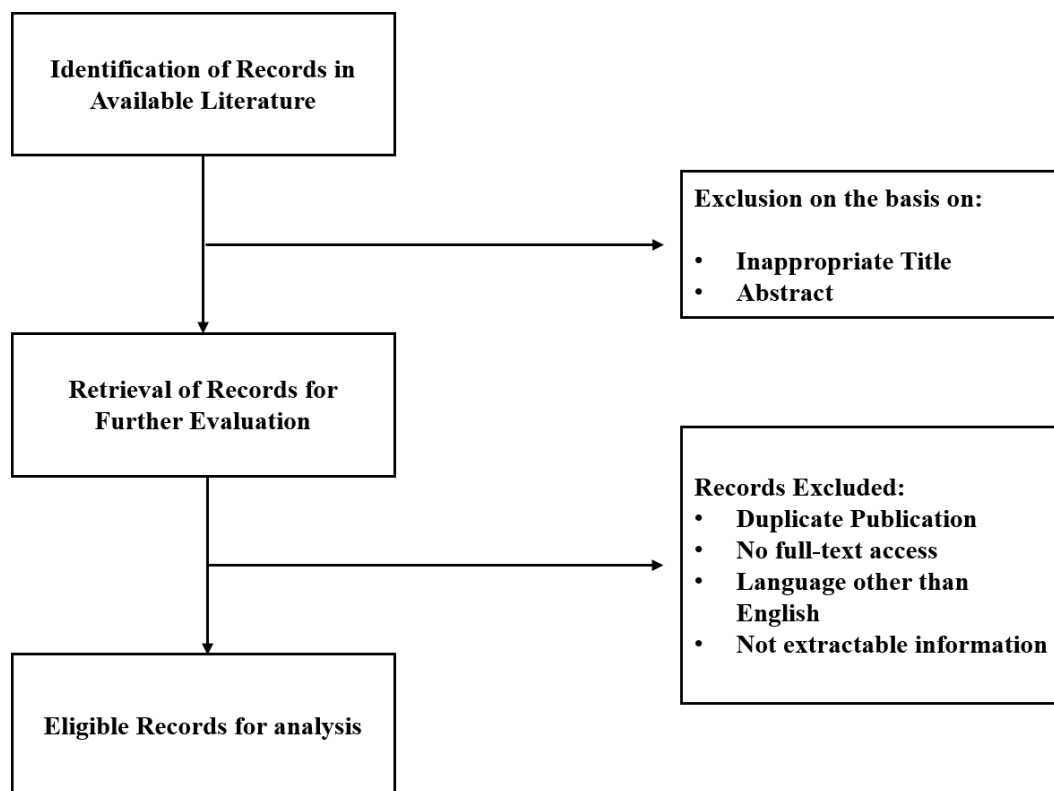 Identification of Records in
Available Literature
Exclusion on the basis on:
• Inappropriate Title
• Abstract
Retrieval of Records for
Further Evaluation
Records Excluded:
• Duplicate Publication
• No full-text access
• Language other than
English
• Not extractable information
Eligible Records for analysis